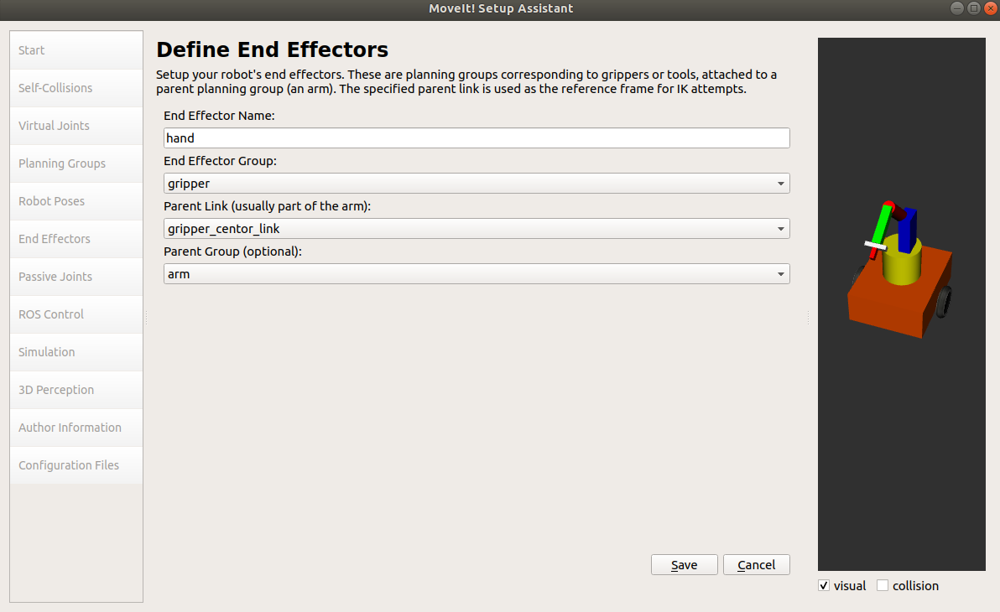 MoveIt! Setup Assistant
Start
Self-Collisions
Virtual Joints
Planning Groups
Robot Poses
End Effectors
Passive Joints
ROS Control
Simulation
3D Perception
Author Information
Configuration Files
Define End Effectors
Setup your robot's end effectors. These are planning groups corresponding to grippers or tools, attached to a
parent planning group (an arm). The specified parent link is used as the reference frame for IK attempts.
End Effector Name:
hand
End Effector Group:
gripper
Parent Link (usually part of the arm):
gripper_centor_link
Parent Group (optional):
arm
Save
Cancel
visual
collision